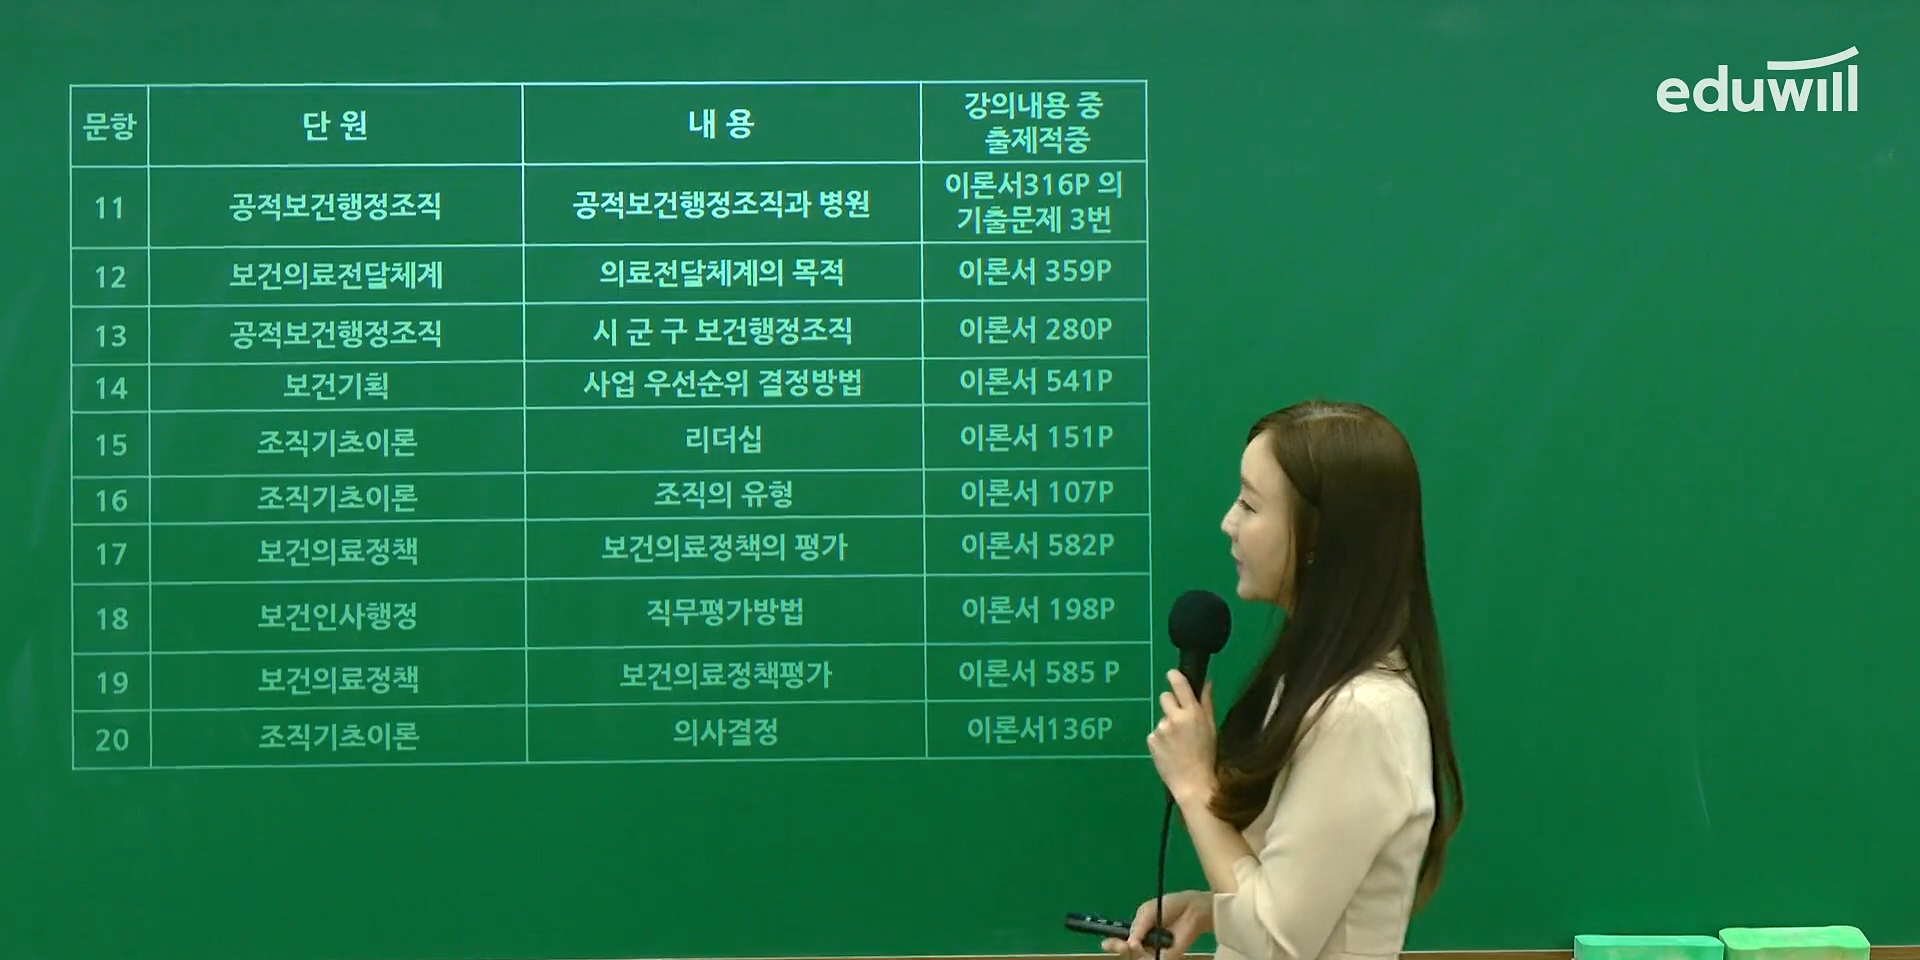 eduwill
문항 단 원 내 용 강의내용 중
출제적중
11 공적보건행정조직 공적보건행정조직과 병원 이론서316P 의
기출문제 3번
12 보건의료전달체계 의료전달체계의 목적 이론서 359P
13 공적보건행정조직 시 군 구 보건행정조직 이론서 280P
14 보건기획 사업 우선순위 결정방법 이론서 541P
15 조직기초이론 리더십 이론서 151P
16 조직기초이론 조직의 유형 이론서 107P
17 보건의료정책 보건의료정책의 평가 이론서 582P
18 보건인사행정 직무평가방법 이론서 198P
19 보건의료정책 보건의료정책평가 이론서 585 P
20 조직기초이론 의사결정 이론서136P